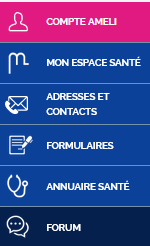 COMPTE AMELI
MON ESPACE SANTÉ
ADRESSES ET
CONTACTS
FORMULAIRES
ANNUAIRE SANTÉ
FORUM